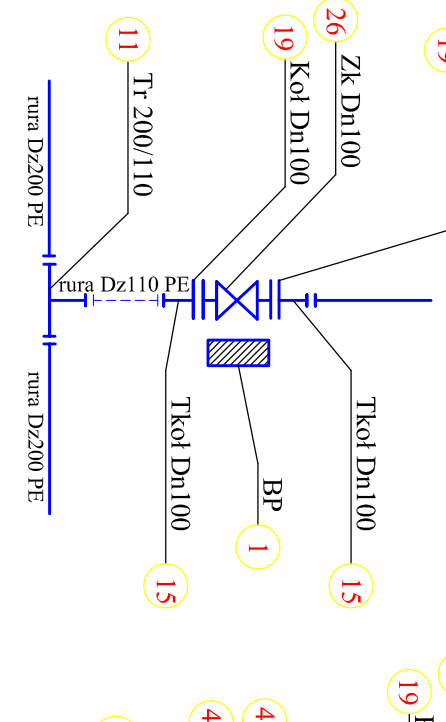 26
Zk Dn100
19
Koł Dn100
11
Tr 200/110
rura Dz200 PE
rura Dz110 PE
rura Dz200 PE
Tkoł Dn100
15
BP
1
Tkoł Dn100
15
19
4
4